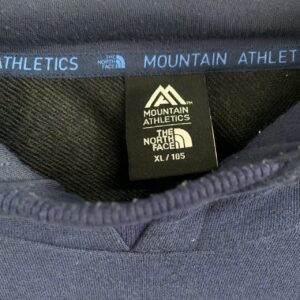 ATHLETICS THE NORTH FACE MOUNTAIN ATHLETICS
MOUNTAIN
ATHLETICS
THE
NORTH
FACE
XL / 105